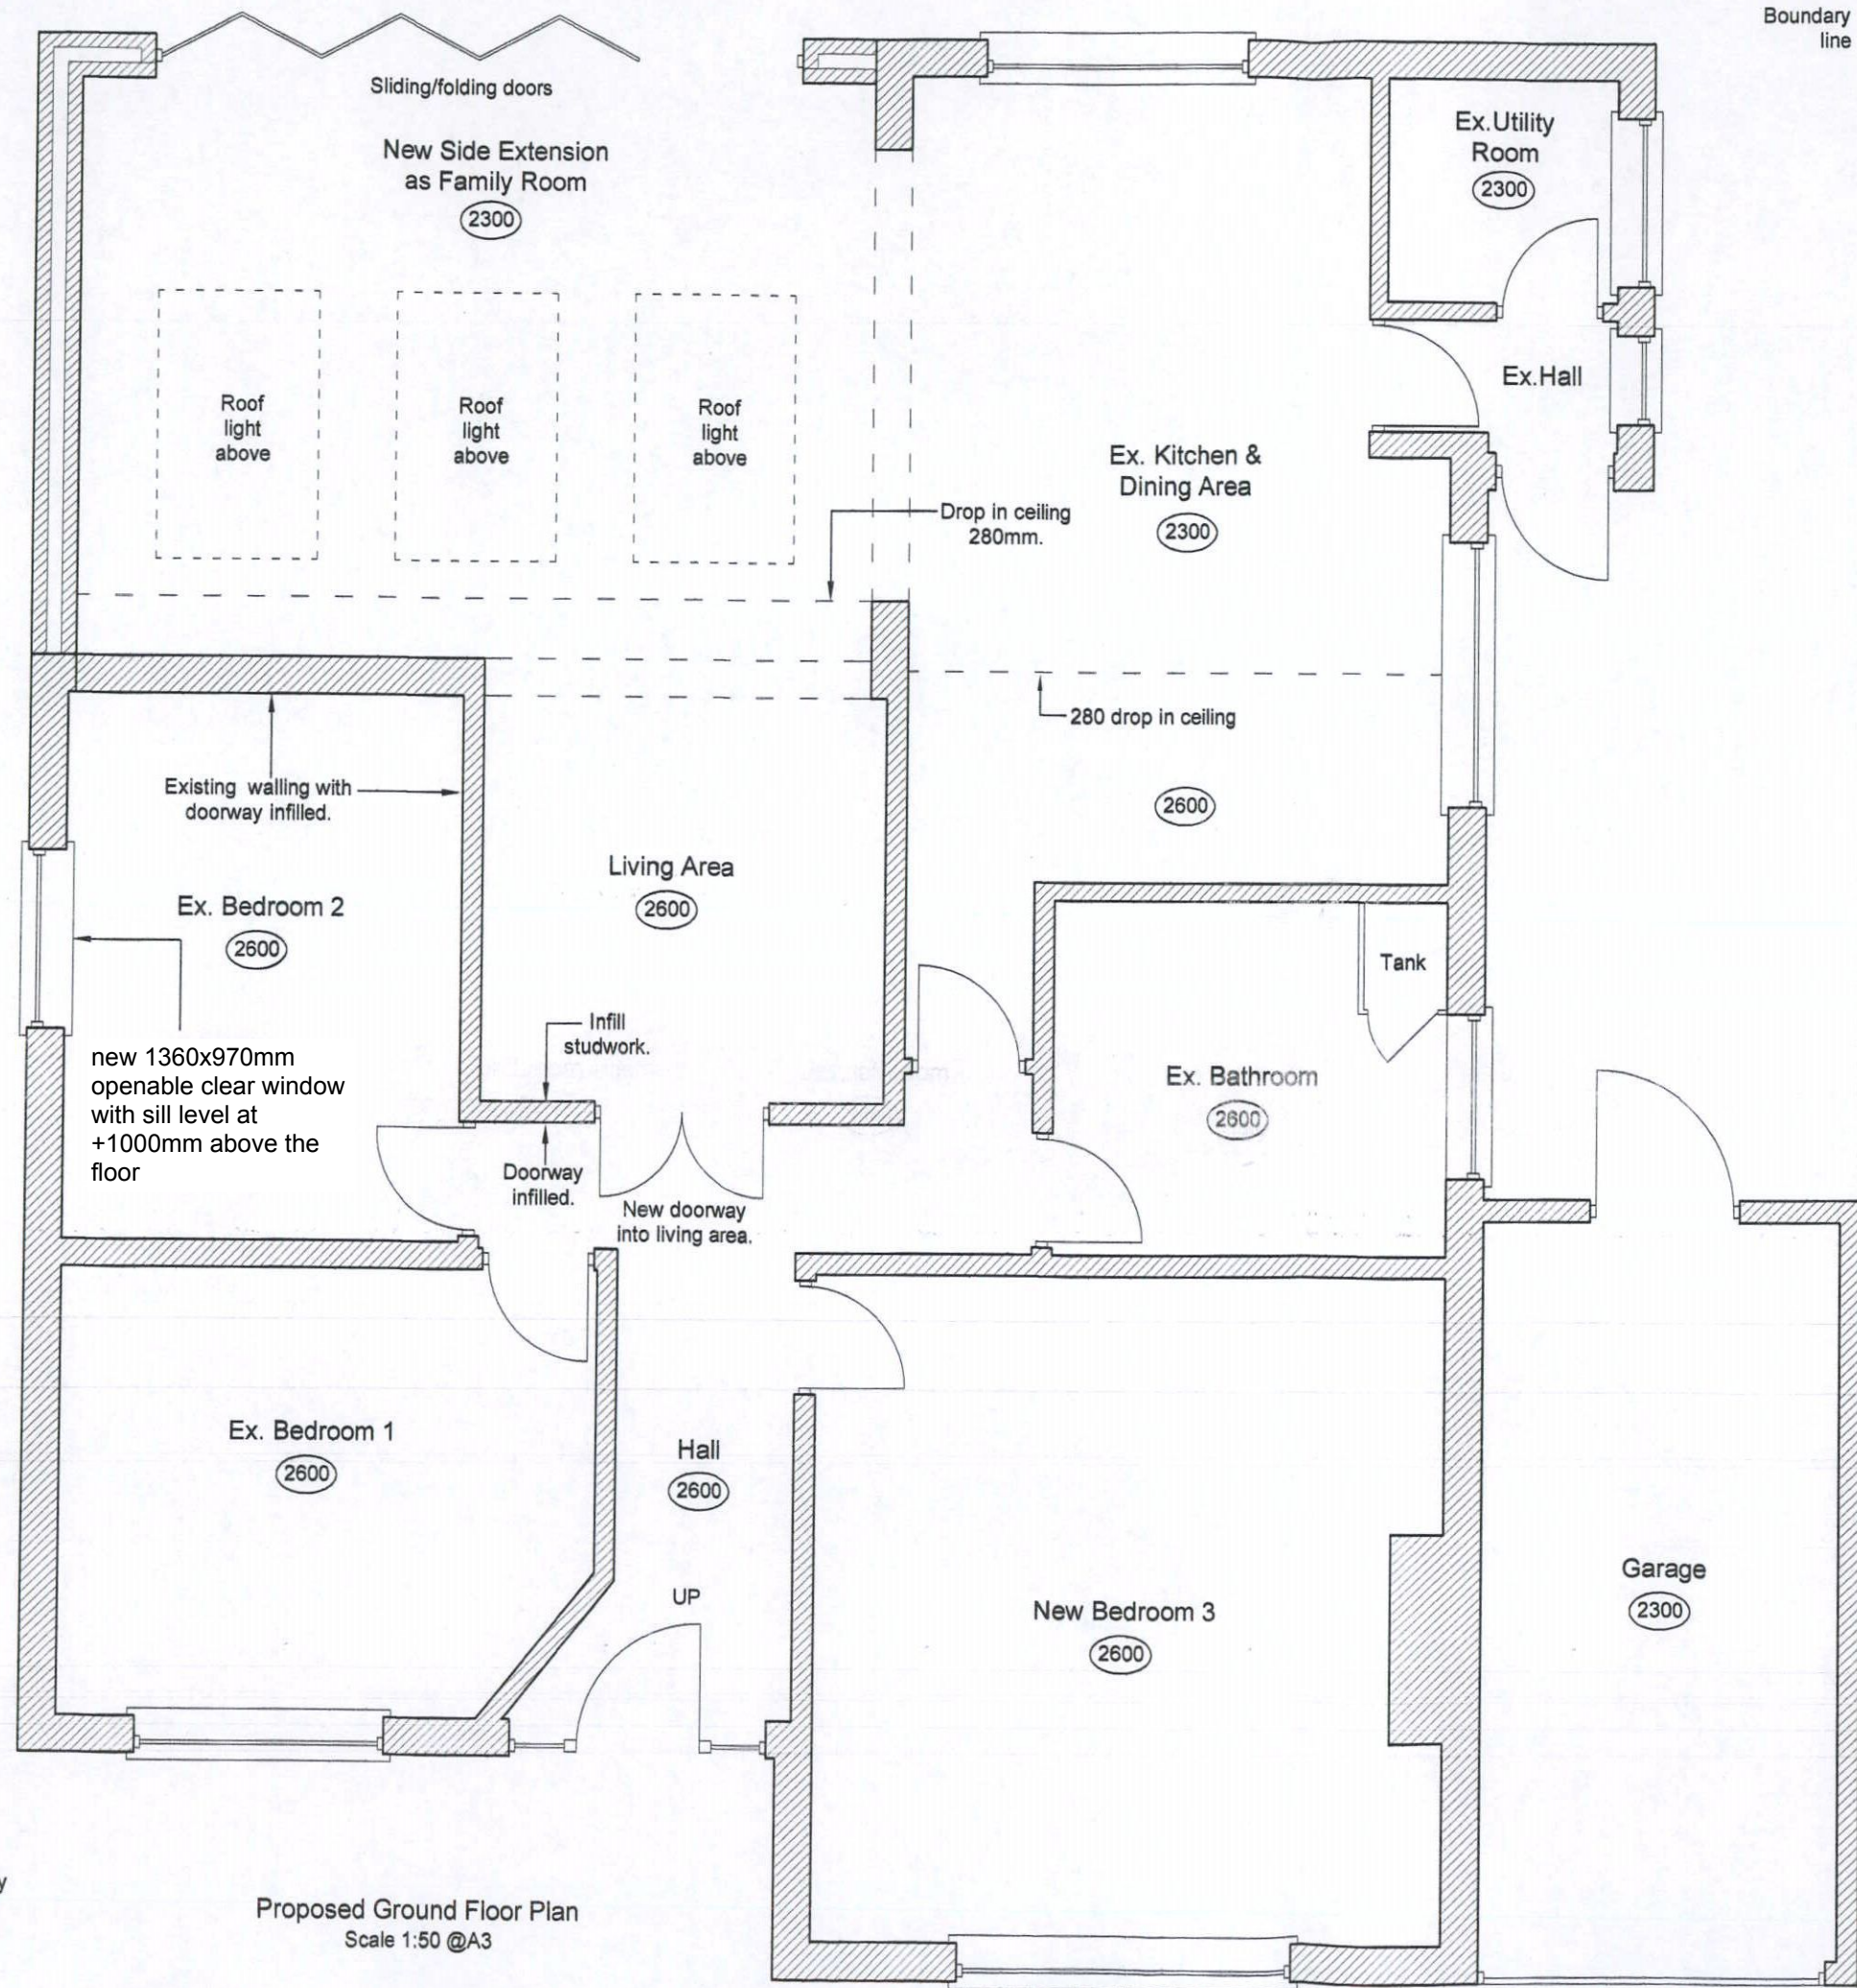 Boundary
line
Sliding/folding doors
New Side Extension
as Family Room
2300
Ex.Utility
Room
2300
Roof
light
above
Roof
light
above
Roof
light
above
Ex.Hall
Ex. Kitchen &
Dining Area
2300
Drop in ceiling
280mm.
280 drop in ceiling
2600
Existing walling with
doorway infilled.
Living Area
2600
Ex. Bedroom 2
2600
Tank
Infill
studwork.
new 1360x970mm
openable clear window
with sill level at
+1000mm above the
floor
Ex. Bathroom
2600
Doorway
infilled.
New doorway
into living area.
Ex. Bedroom 1
2600
Hall
2600
UP
New Bedroom 3
2600
Garage
2300
y
Proposed Ground Floor Plan
Scale 1:50 @A3